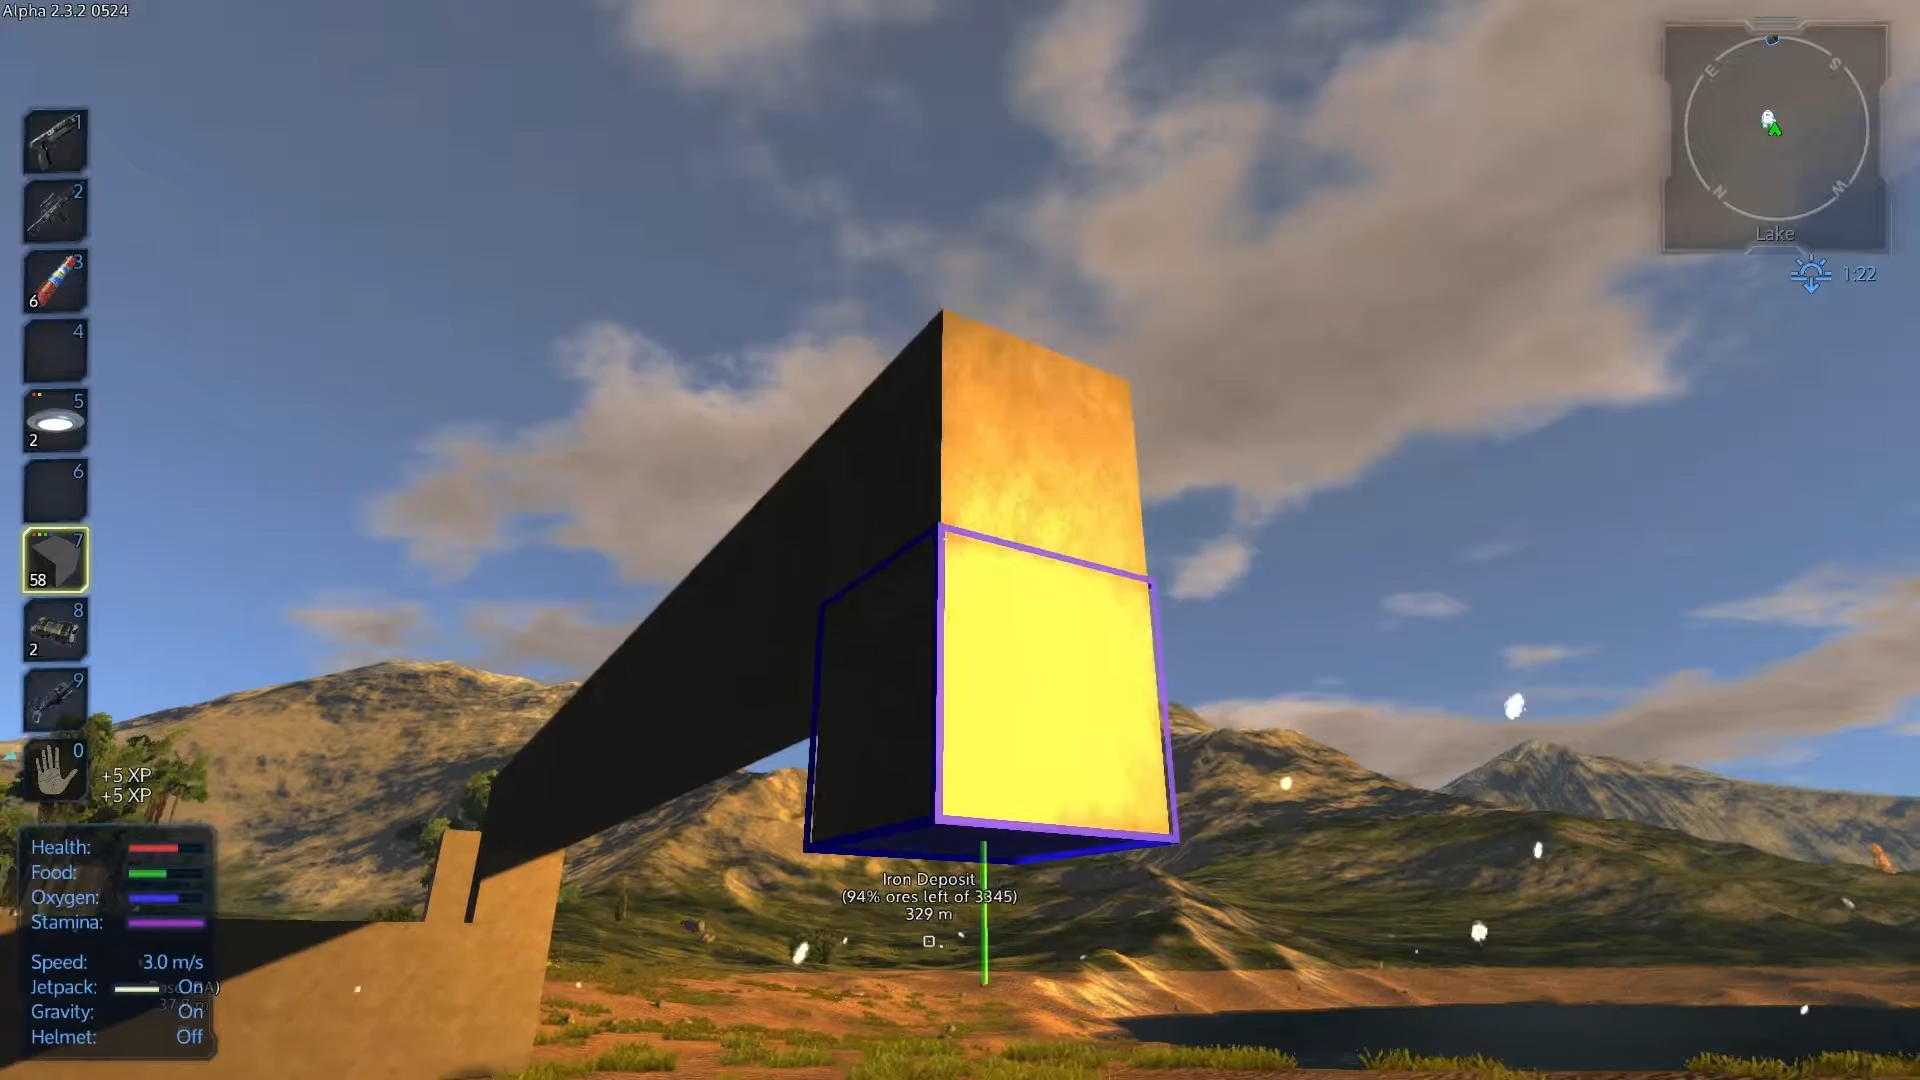 Alpha 2.3.2 0524
E
S
N
W
Lake
1:22
1
2
3
6
4
5
2
6
7
58
8
2
9
0
+5 XP
+5 XP
Health:
Food:
Oxygen:
Stamina:
Speed: 3.0 m/s
Jetpack: On
Gravity: On
Helmet: Off
Iron Deposit
(94% ores left of 3345)
329 m